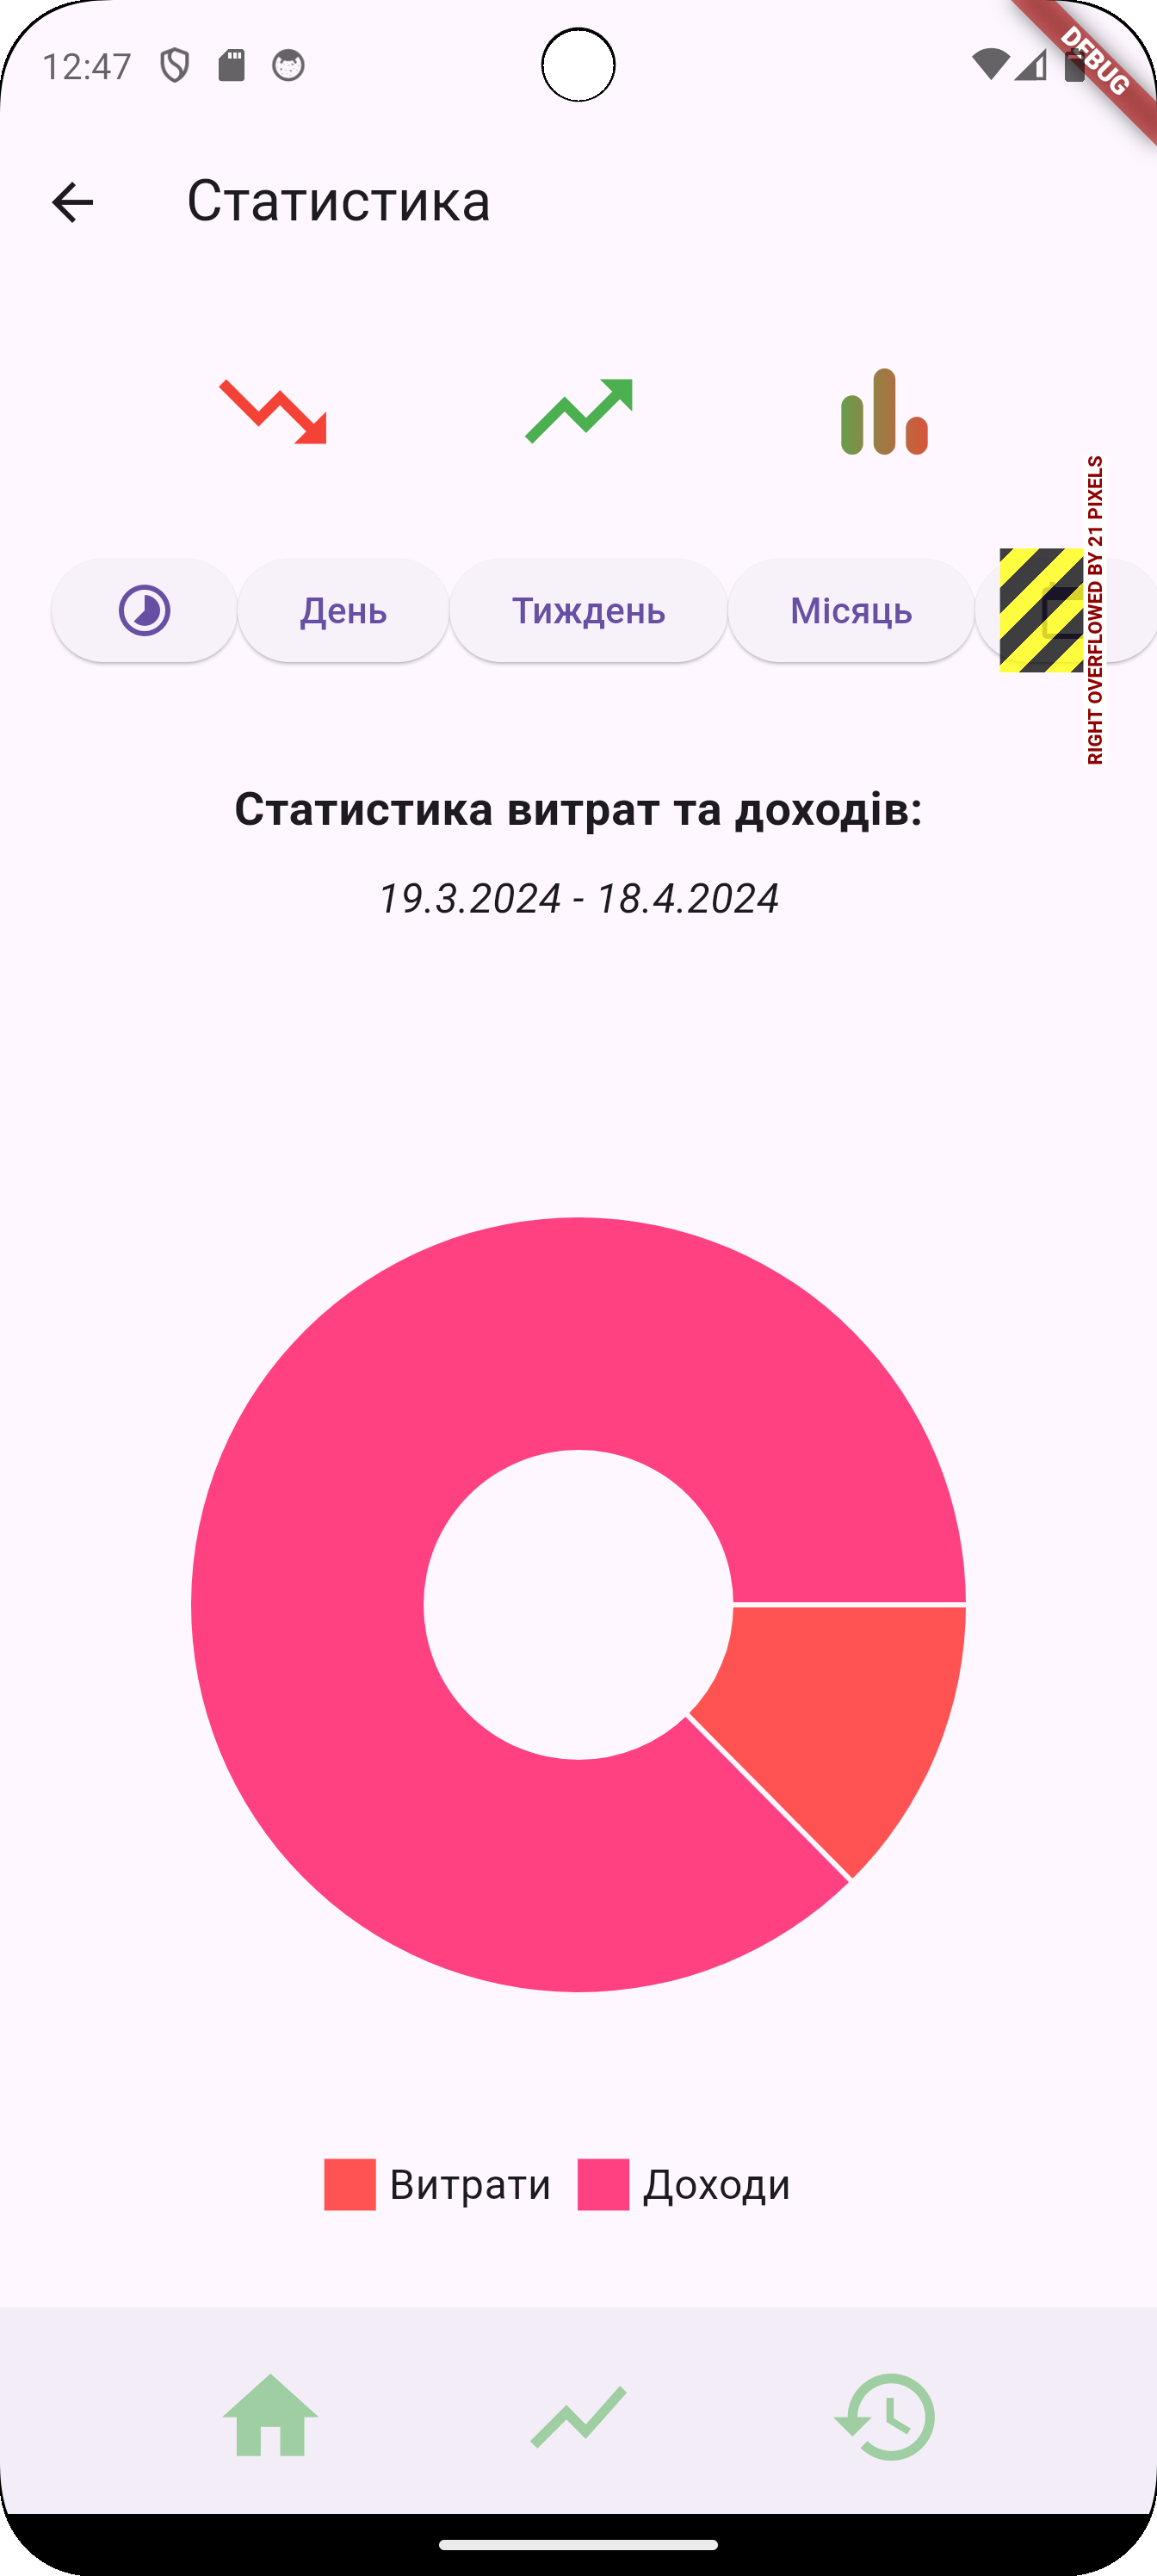 12:47
DEBUG
Статистика
День Тиждень Місяць
RIGHT OVERFLOWED BY 21 PIXELS
Статистика витрат та доходів:
19.3.2024 - 18.4.2024
Витрати Доходи